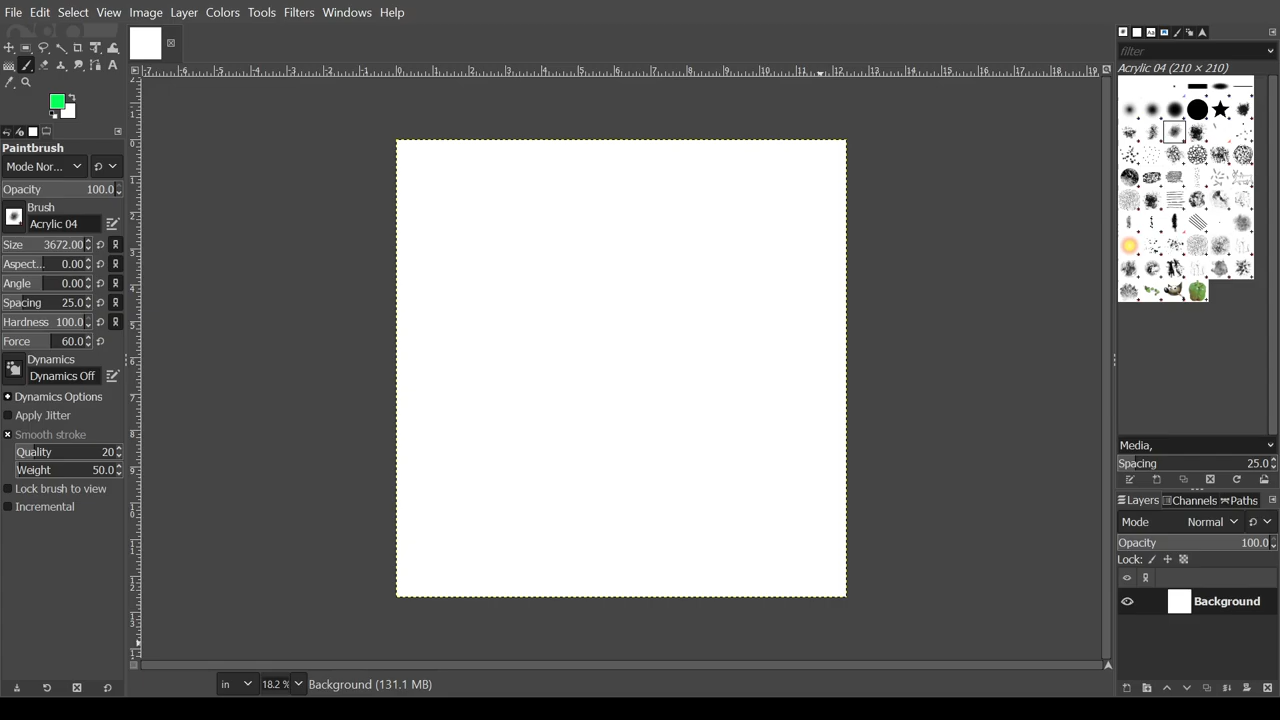 File Edit Select View Image Layer Colors Tools Filters Windows Help
Paintbrush
Mode Nor...
Opacity 100.0
Brush
Acrylic 04
Size 3672.00
Aspect... 0.00
Angle 0.00
Spacing 25.0
Hardness 100.0
Force 60.0
Dynamics
Dynamics Off
Dynamics Options
Apply Jitter
Smooth stroke
Quality 20
Weight 50.0
Lock brush to view
Incremental
in 18.2 % Background (131.1 MB)
filter
Acrylic 04 (210 × 210)
Media,
Spacing 25.0
Layers Channels Paths
Mode Normal
Opacity 100.0
Lock:
Background